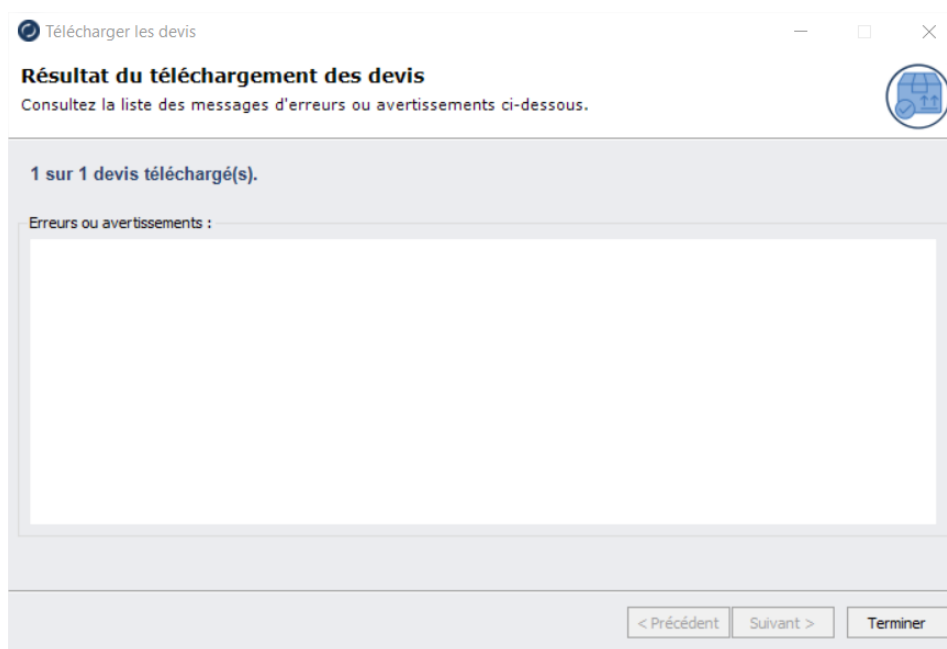 Télécharger les devis
Résultat du téléchargement des devis
Consultez la liste des messages d'erreurs ou avertissements ci-dessous.
1 sur 1 devis téléchargé(s).
Erreurs ou avertissements :
< Précédent Suivant > Terminer